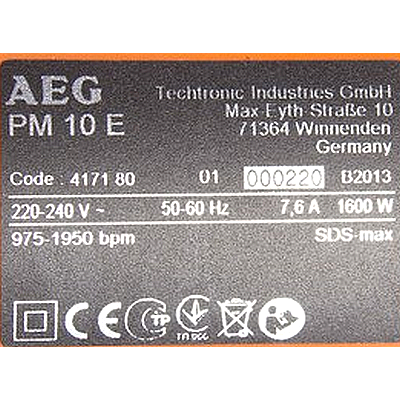 AEG
PM 10 E
Techtronic Industries GmbH
Max-Eyth-Straße 10
71364 Winnenden
Germany
Code : 4171 80 01 000220 B2013
220-240 V ~ 50-60 Hz 7,6 A 1600 W
975-1950 bpm SDS-max
CE